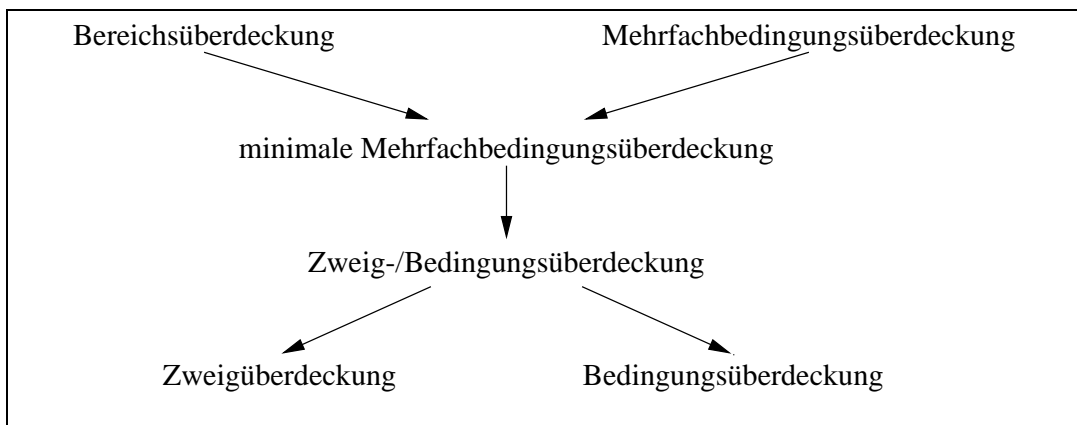 Bereichsüberdeckung Mehrfachbedingungsüberdeckung
minimale Mehrfachbedingungsüberdeckung
Zweig-/Bedingungsüberdeckung
Zweigüberdeckung Bedingungsüberdeckung